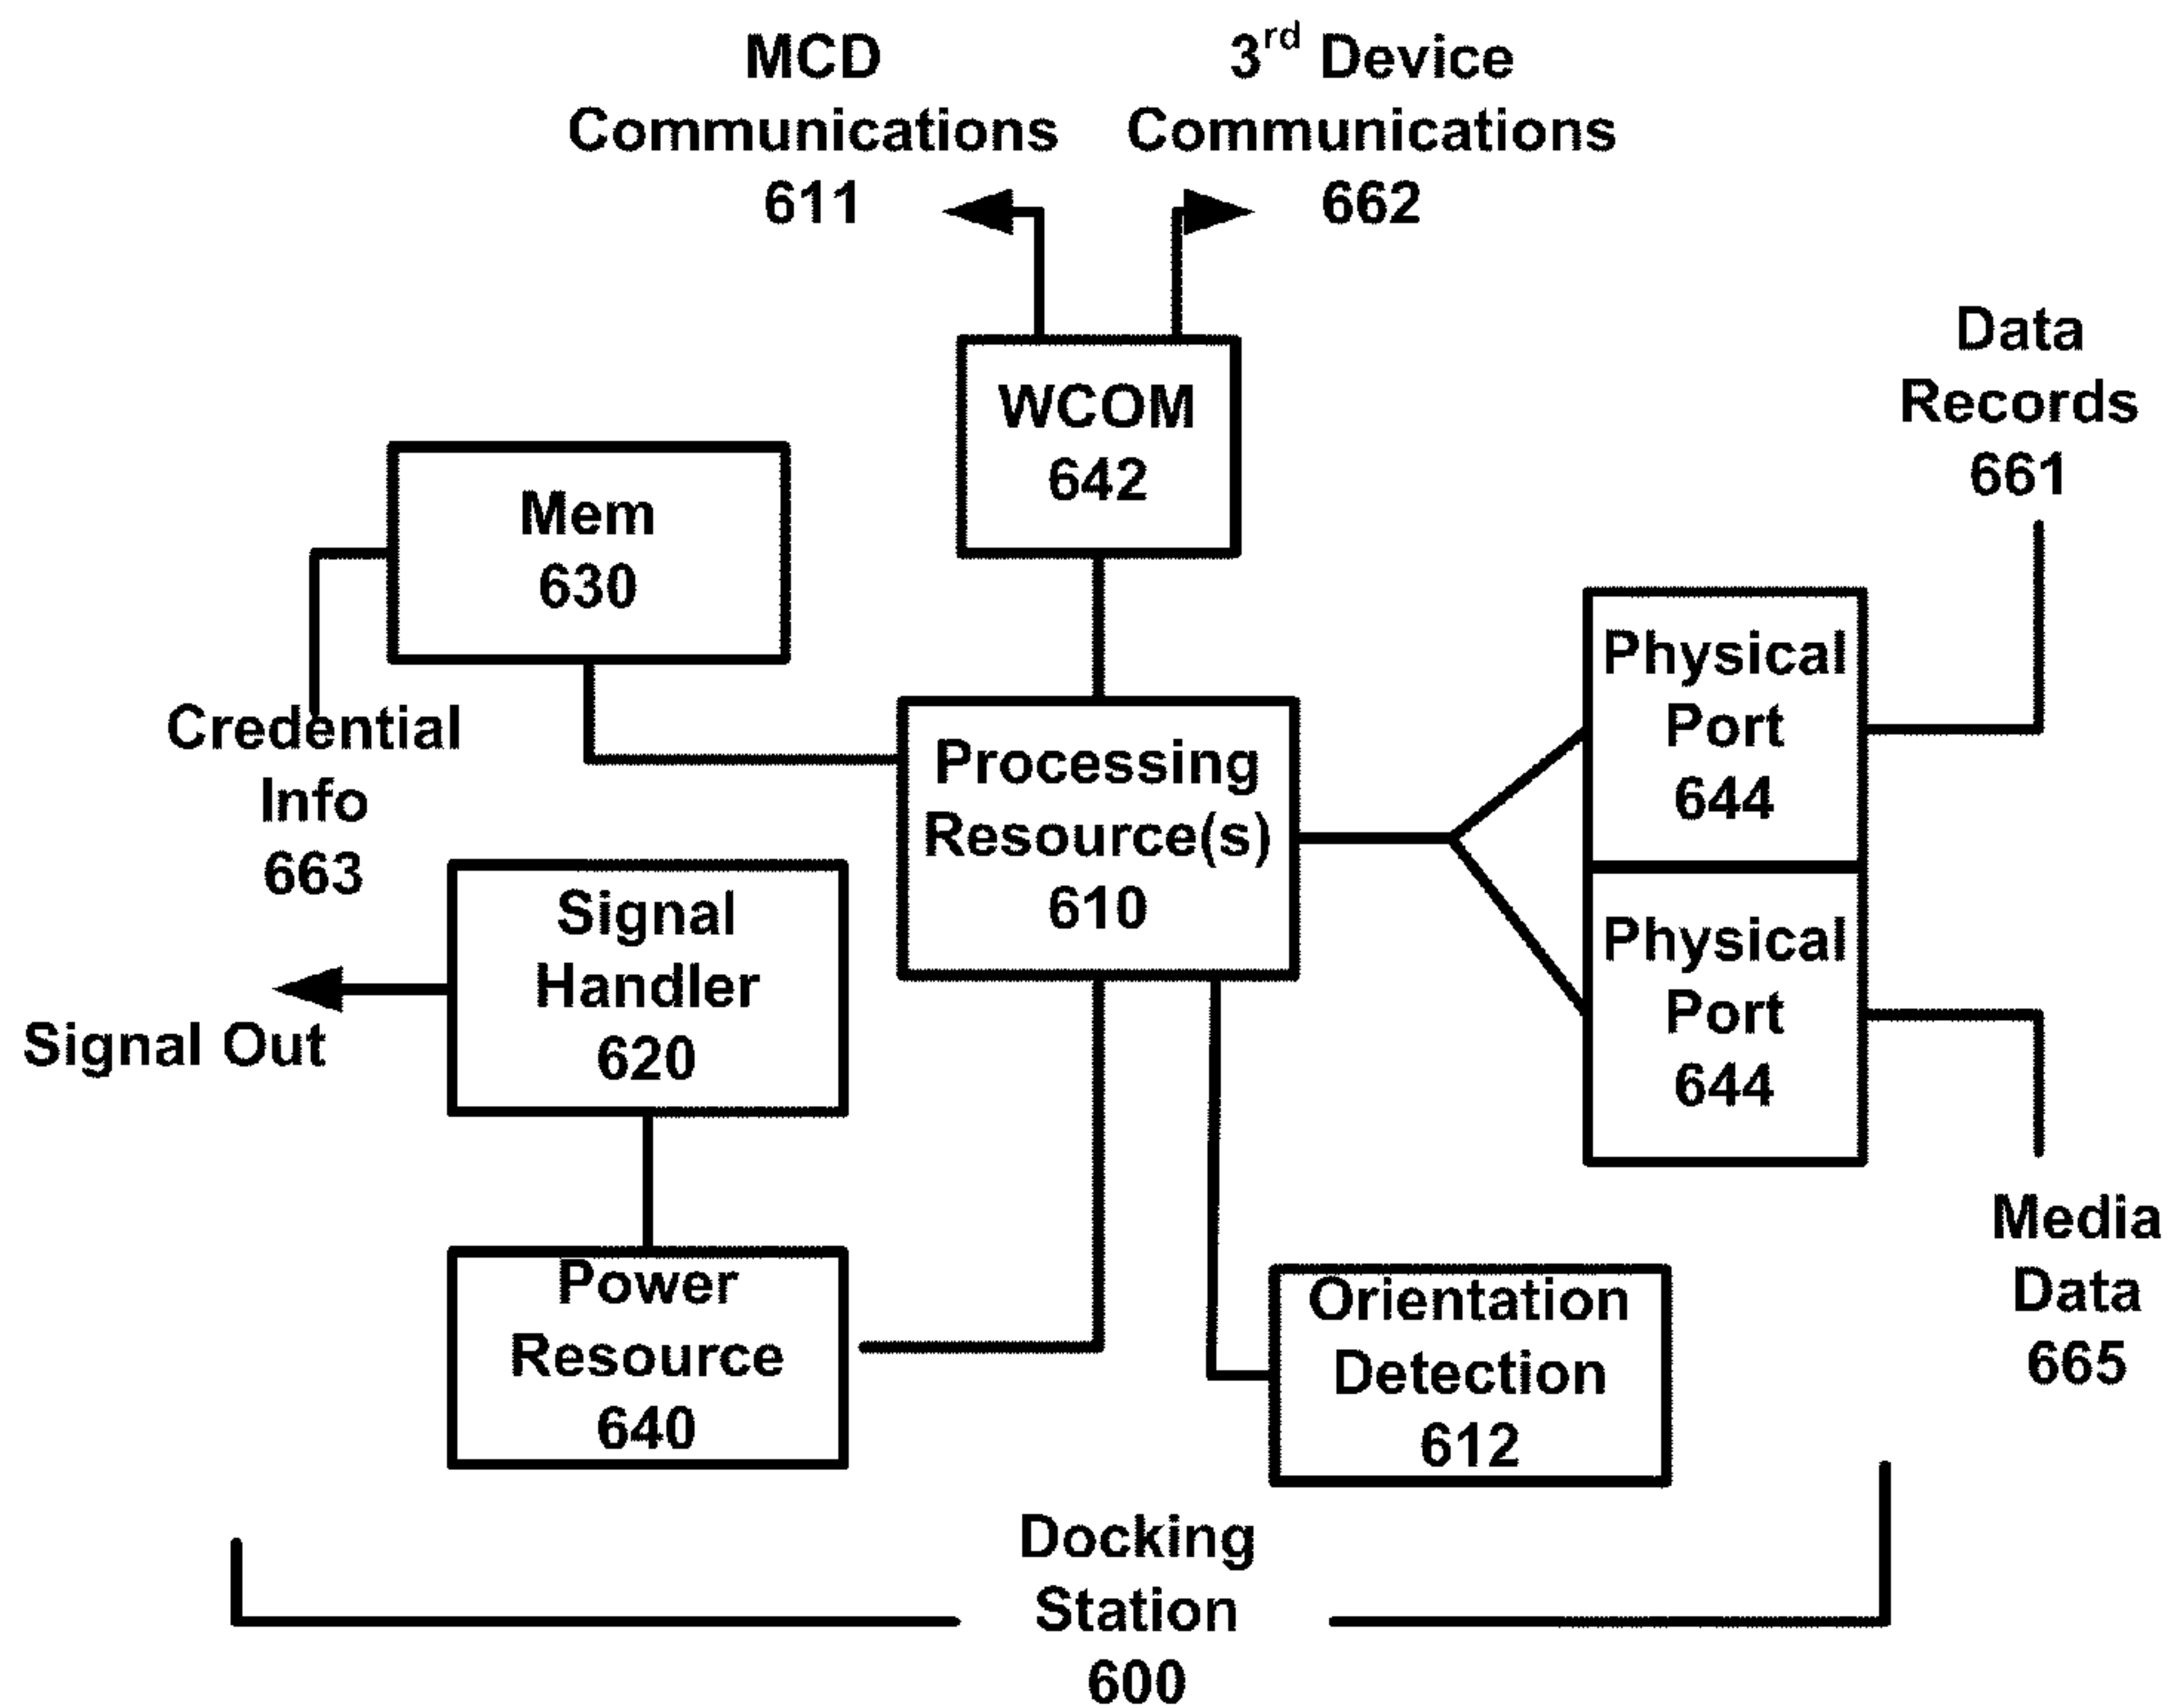 MCD
Communications
611
3rd Device
Communications
662
WCOM
642
Data
Records
661
Mem
630
Credential
Info
663
Processing
Resource(s)
610
Physical
Port
644
Physical
Port
644
Signal
Handler
620
Signal Out
Power
Resource
640
Orientation
Detection
612
Media
Data
665
Docking
Station
600